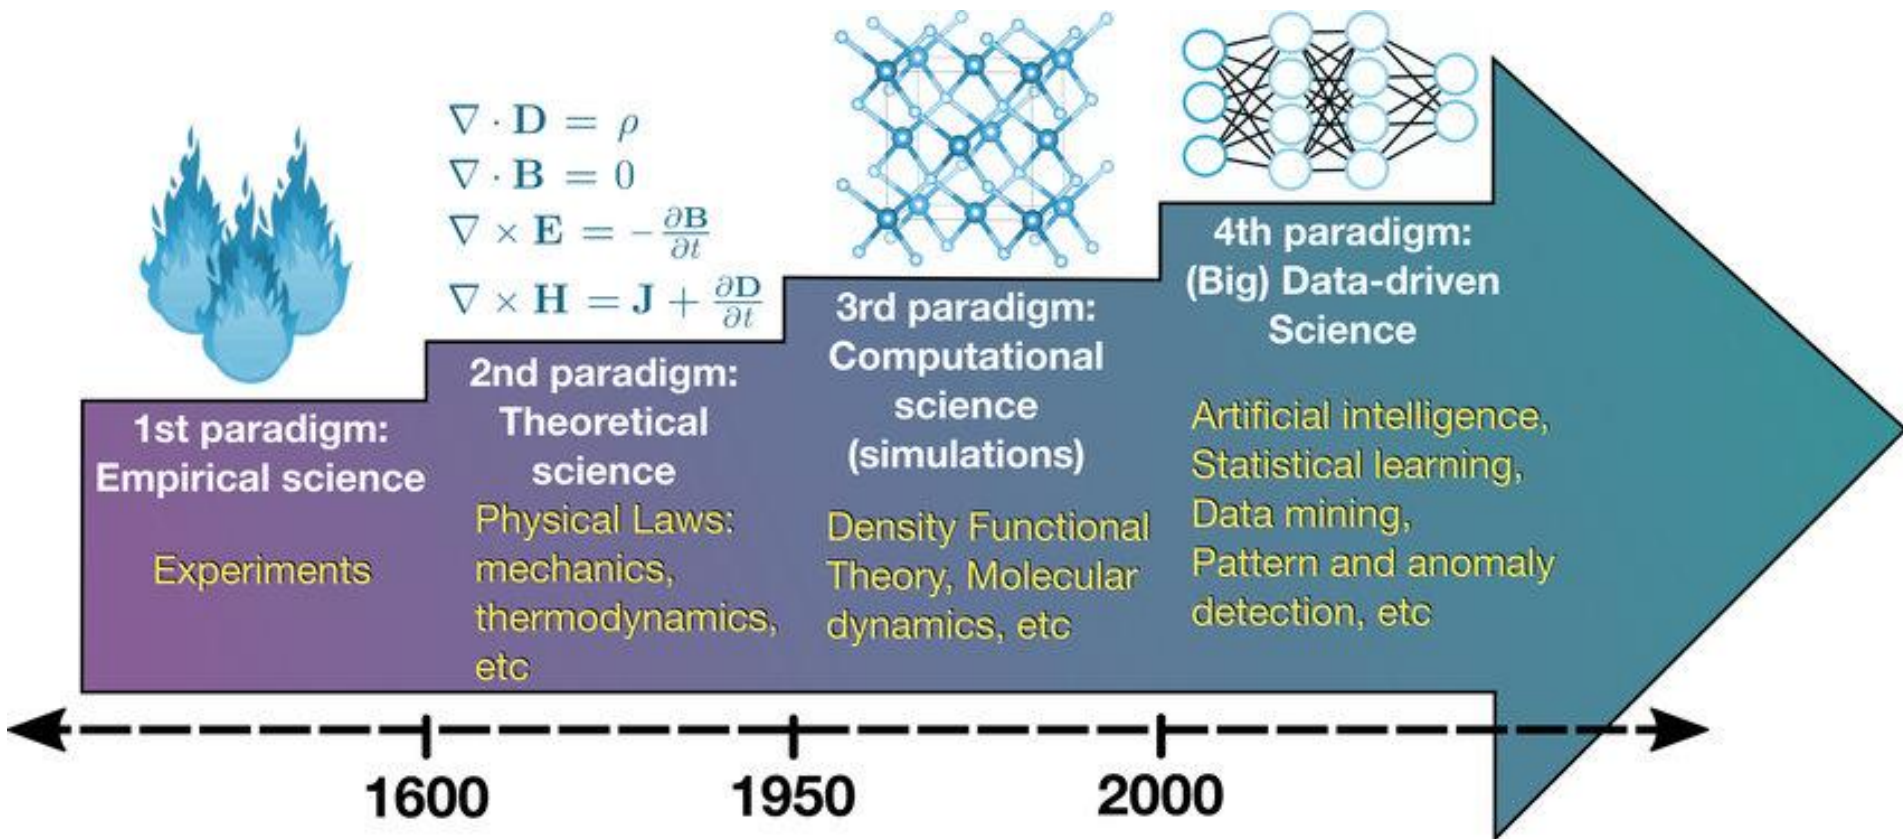 ∇ · D = ρ
∇ · B = 0
∇ × E = −∂B/∂t
∇ × H = J + ∂D/∂t
1st paradigm:
Empirical science
Experiments
2nd paradigm:
Theoretical
science
Physical Laws:
mechanics,
thermodynamics,
etc
3rd paradigm:
Computational
science
(simulations)
Density Functional
Theory, Molecular
dynamics, etc
4th paradigm:
(Big) Data-driven
Science
Artificial intelligence,
Statistical learning,
Data mining,
Pattern and anomaly
detection, etc
1600
1950
2000